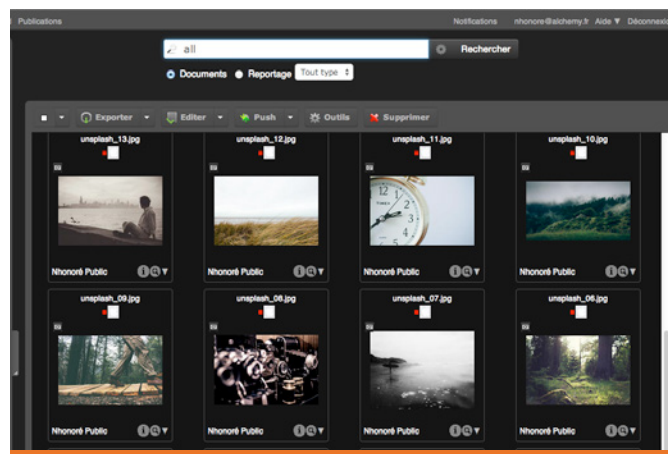 Publications Notifications nhonore@alchemy.fr Aide ▼ Déconnexio
all Rechercher
Documents Reportage Tout type
Exporter Editer Push Outils Supprimer
unsplash_13.jpg unsplash_12.jpg unsplash_11.jpg unsplash_10.jpg
Nhonoré Public Nhonoré Public Nhonoré Public Nhonoré Public
unsplash_09.jpg unsplash_08.jpg unsplash_07.jpg unsplash_06.jpg
Nhonoré Public Nhonoré Public Nhonoré Public Nhonoré Public